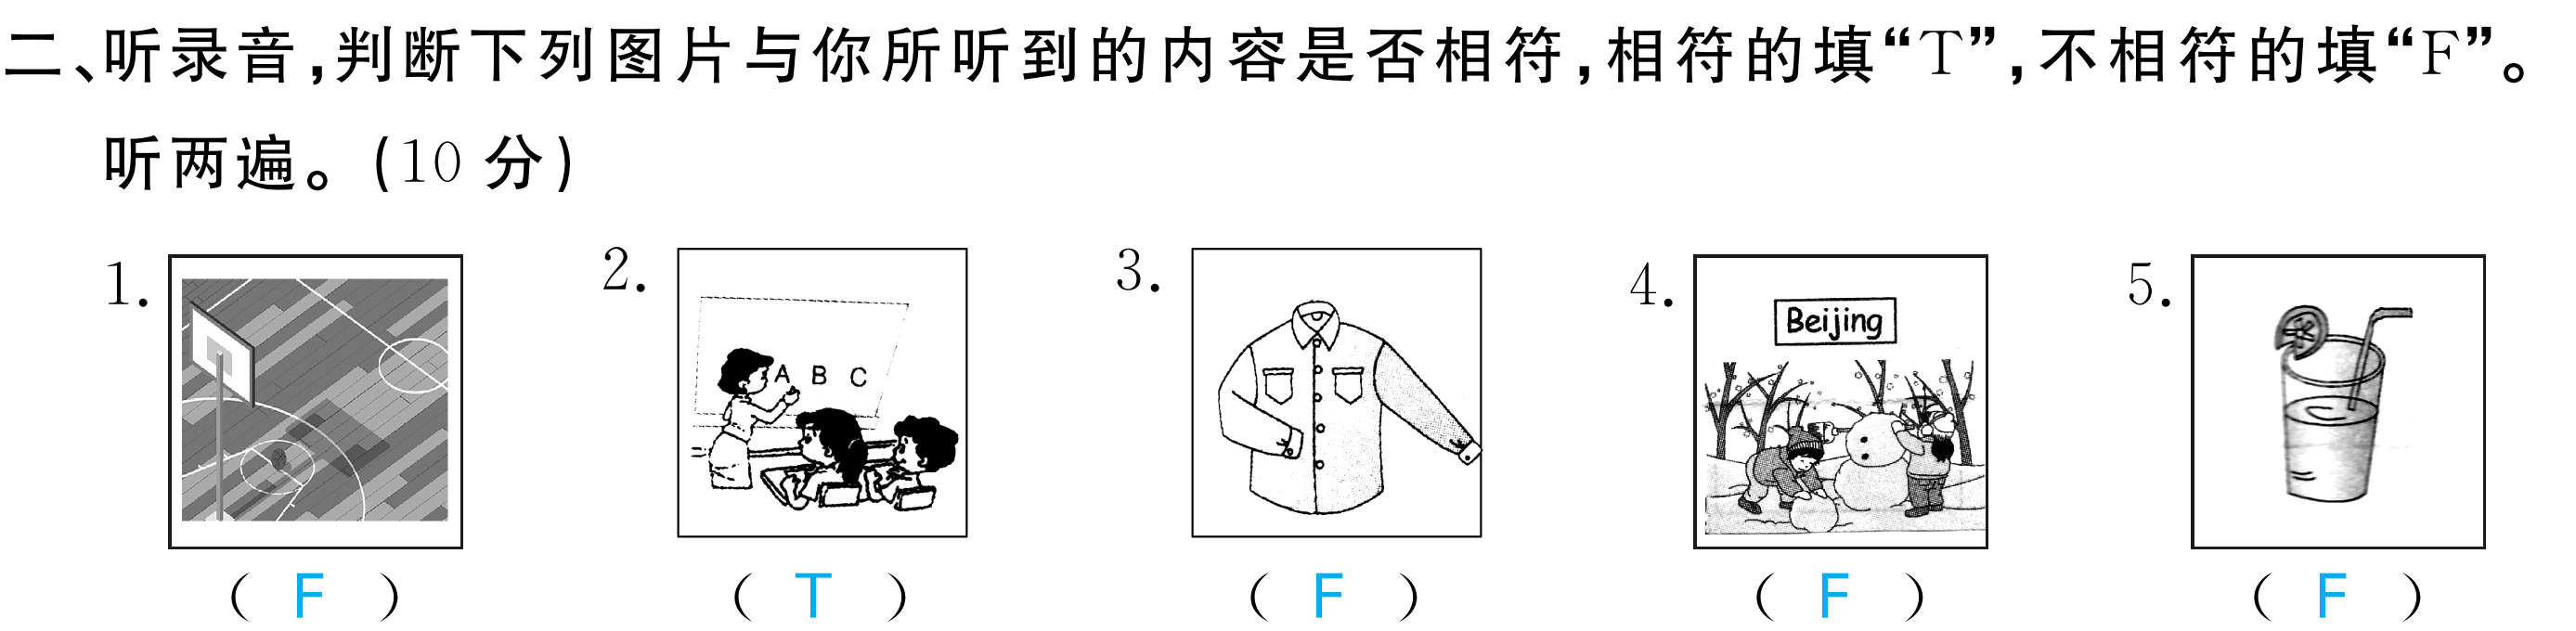 二、听录音,判断下列图片与你所听到的内容是否相符,相符的填“T”,不相符的填“F”。
听两遍。(10 分)
1. 2. 3. 4. 5.
A B C
Beijing
( F ) ( T ) ( F ) ( F ) ( F )